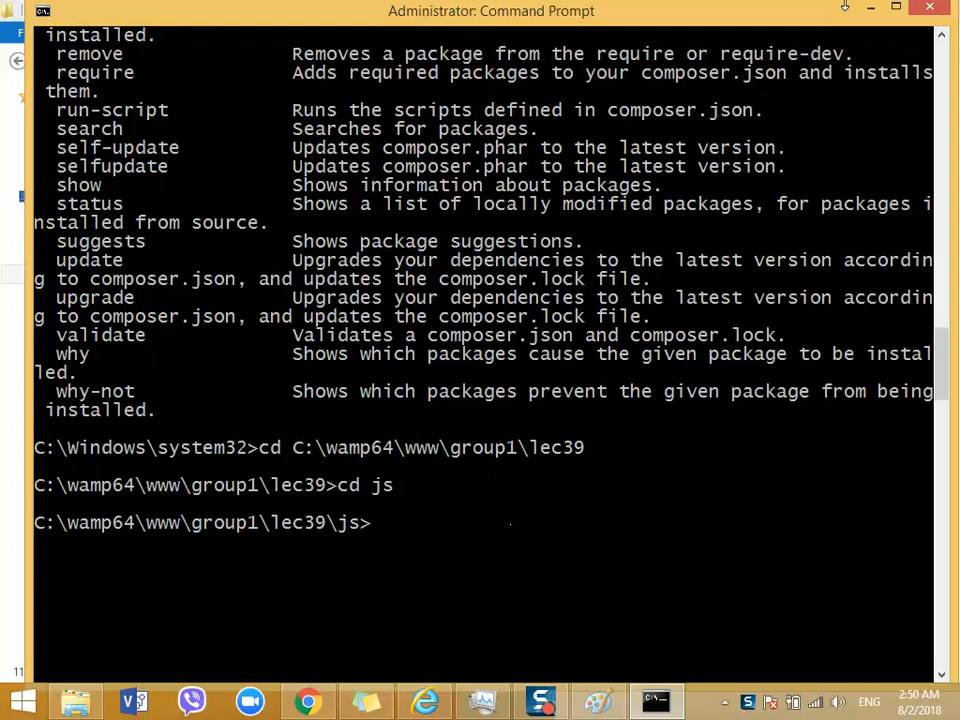 Administrator: Command Prompt
installed.
remove Removes a package from the require or require-dev.
require Adds required packages to your composer.json and installs
them.
run-script Runs the scripts defined in composer.json.
search Searches for packages.
self-update Updates composer.phar to the latest version.
selfupdate Updates composer.phar to the latest version.
show Shows information about packages.
status Shows a list of locally modified packages, for packages i
nstalled from source.
suggests Shows package suggestions.
update Upgrades your dependencies to the latest version accordin
g to composer.json, and updates the composer.lock file.
upgrade Upgrades your dependencies to the latest version accordin
g to composer.json, and updates the composer.lock file.
validate Validates a composer.json and composer.lock.
why Shows which packages cause the given package to be instal
led.
why-not Shows which packages prevent the given package from being
installed.
C:\Windows\system32>cd C:\wamp64\www\group1\lec39
C:\wamp64\www\group1\lec39>cd js
C:\wamp64\www\group1\lec39\js>
F
11
ENG
2:50 AM
8/2/2018